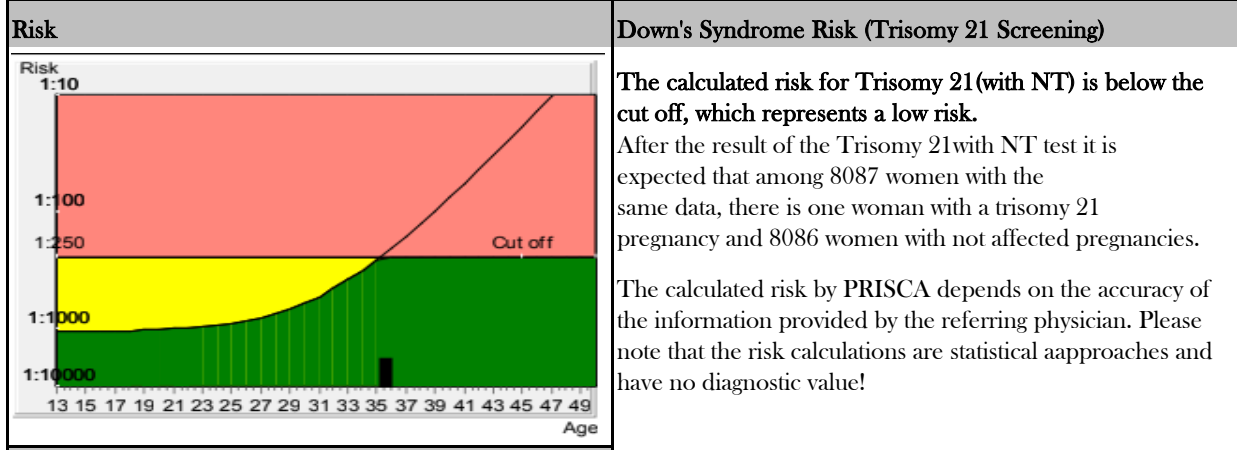 Risk
Risk
1:10
1:100
1:250
Cut off
1:1000
1:10000
13 15 17 19 21 23 25 27 29 31 33 35 37 39 41 43 45 47 49
Age
Down's Syndrome Risk (Trisomy 21 Screening)
The calculated risk for Trisomy 21(with NT) is below the
cut off, which represents a low risk.
After the result of the Trisomy 21with NT test it is
expected that among 8087 women with the
same data, there is one woman with a trisomy 21
pregnancy and 8086 women with not affected pregnancies.
The calculated risk by PRISCA depends on the accuracy of
the information provided by the referring physician. Please
note that the risk calculations are statistical aapproaches and
have no diagnostic value!